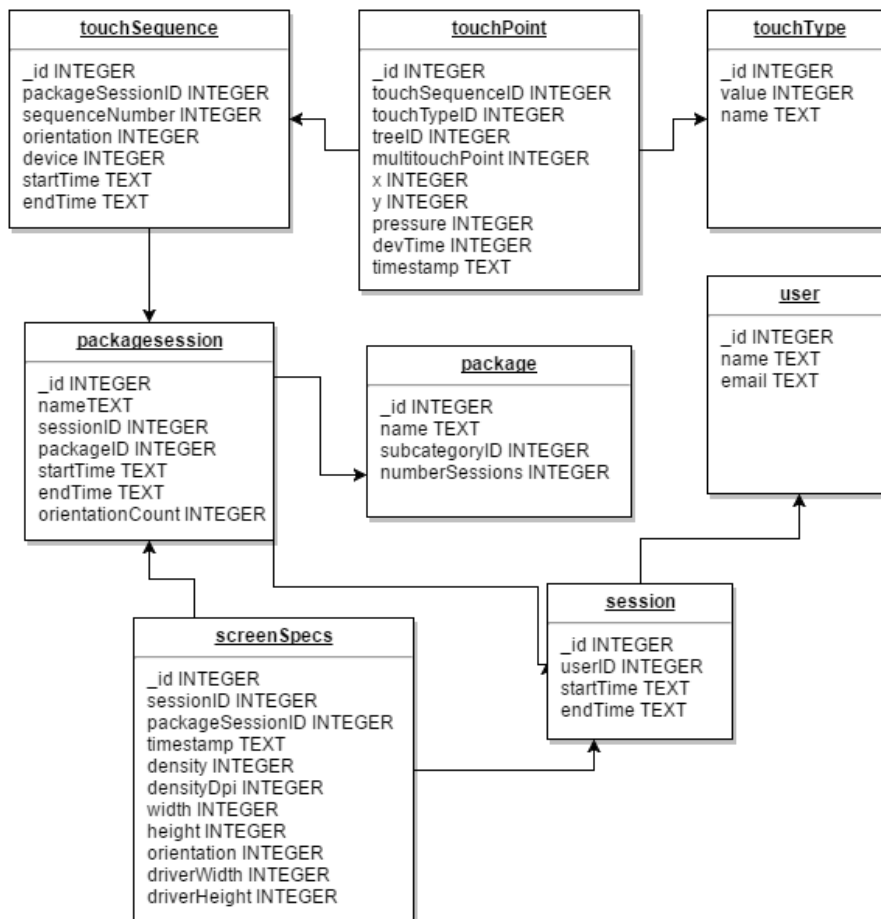 touchSequence
_id INTEGER
packageSessionID INTEGER
sequenceNumber INTEGER
orientation INTEGER
device INTEGER
startTime TEXT
endTime TEXT
touchPoint
_id INTEGER
touchSequenceID INTEGER
touchTypeID INTEGER
treeID INTEGER
multitouchPoint INTEGER
x INTEGER
y INTEGER
pressure INTEGER
devTime INTEGER
timestamp TEXT
touchType
_id INTEGER
value INTEGER
name TEXT
packagesession
_id INTEGER
nameTEXT
sessionID INTEGER
packageID INTEGER
startTime TEXT
endTime TEXT
orientationCount INTEGER
package
_id INTEGER
name TEXT
subcategoryID INTEGER
numberSessions INTEGER
user
_id INTEGER
name TEXT
email TEXT
screenSpecs
_id INTEGER
sessionID INTEGER
packageSessionID INTEGER
timestamp TEXT
density INTEGER
densityDpi INTEGER
width INTEGER
height INTEGER
orientation INTEGER
driverWidth INTEGER
driverHeight INTEGER
session
_id INTEGER
userID INTEGER
startTime TEXT
endTime TEXT